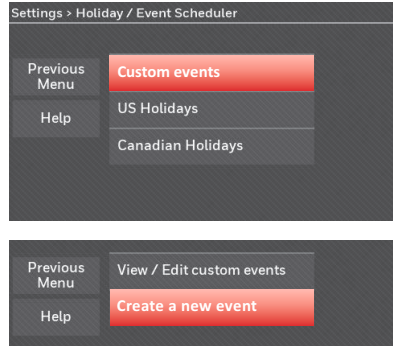 Settings > Holiday / Event Scheduler
Previous
Menu
Help
Custom events
US Holidays
Canadian Holidays
Previous
Menu
Help
View / Edit custom events
Create a new event